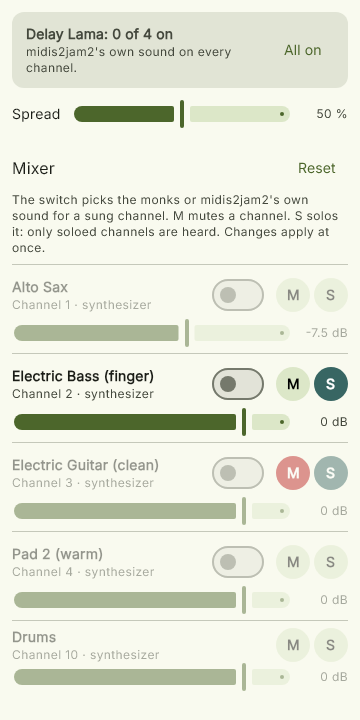 Delay Lama: 0 of 4 on
midis2jam2's own sound on every
channel.
All on
Spread
50 %
Mixer
Reset
The switch picks the monks or midis2jam2's own
sound for a sung channel. M mutes a channel. S solos
it: only soloed channels are heard. Changes apply at
once.
Alto Sax
Channel 1 · synthesizer
M S
-7.5 dB
Electric Bass (finger)
Channel 2 · synthesizer
M S
0 dB
Electric Guitar (clean)
Channel 3 · synthesizer
M S
0 dB
Pad 2 (warm)
Channel 4 · synthesizer
M S
0 dB
Drums
Channel 10 · synthesizer
M S
0 dB